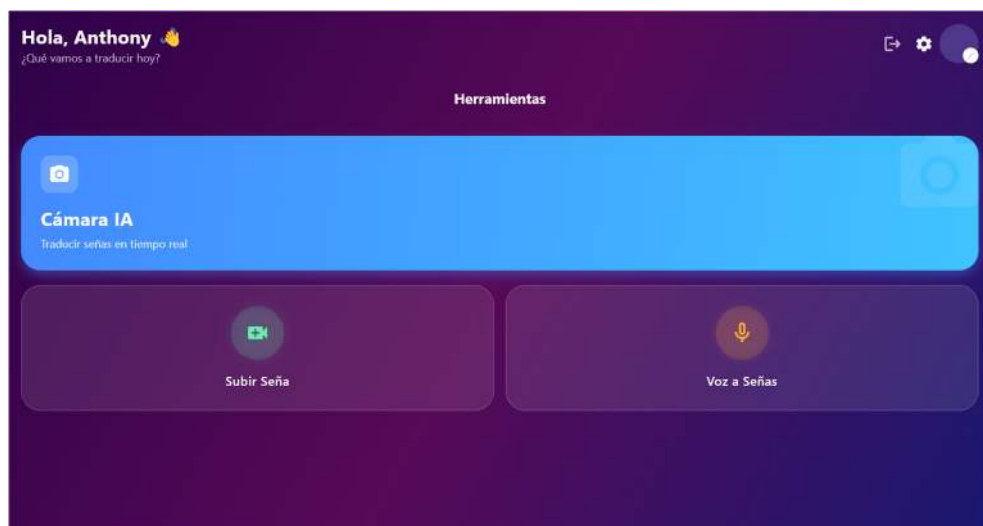 Hola, Anthony 👋
¿Qué vamos a traducir hoy?
Herramientas
Cámara IA
Traducir señas en tiempo real
Subir Seña
Voz a Señas